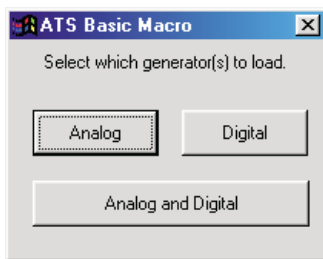 ATS Basic Macro
Select which generator(s) to load.
Analog
Digital
Analog and Digital